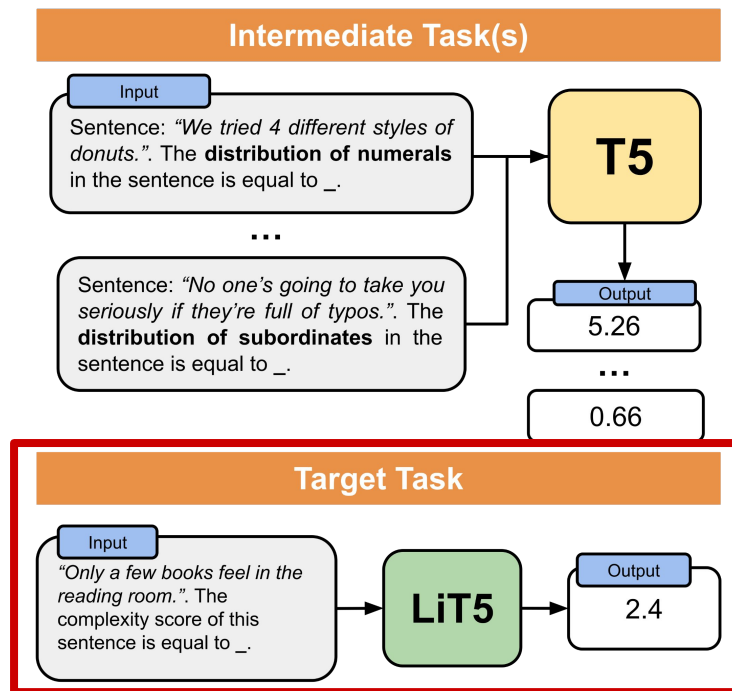 Intermediate Task(s)
Input
Sentence: “We tried 4 different styles of
donuts.”. The distribution of numerals
in the sentence is equal to _.
T5
...
Sentence: “No one’s going to take you
seriously if they’re full of typos.”. The
distribution of subordinates in the
sentence is equal to _.
Output
5.26
...
0.66
Target Task
Input
“Only a few books feel in the
reading room.”. The
complexity score of this
sentence is equal to _.
LiT5
Output
2.4